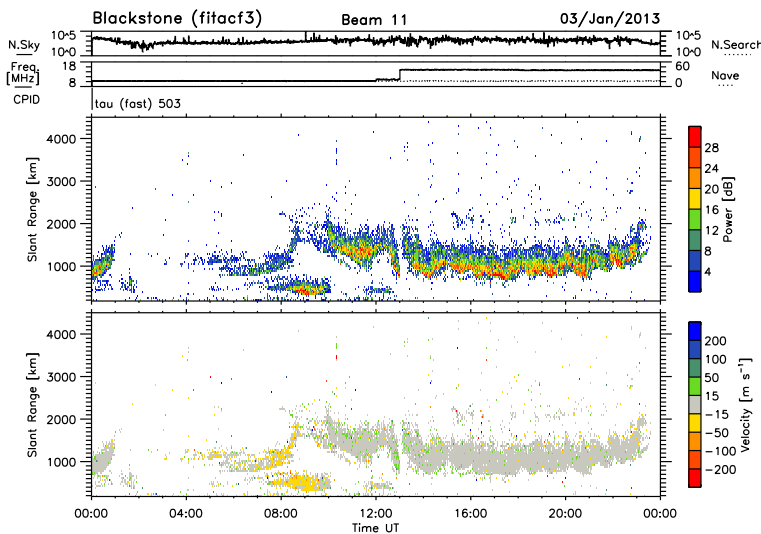 Blackstone (fitacf3) Beam 11 03/Jan/2013
N.Sky 10^5 10^0 10^5 10^0 N.Search
Freq. [MHz] 18 8 60 0 Nave
CPID tau (fast) 503
Slant Range [km] 4000 3000 2000 1000
28 24 20 16 12 8 4 Power [dB]
Slant Range [km] 4000 3000 2000 1000
200 100 50 15 −15 −50 −100 −200 Velocity [m s⁻¹]
00:00 04:00 08:00 12:00 16:00 20:00 00:00
Time UT